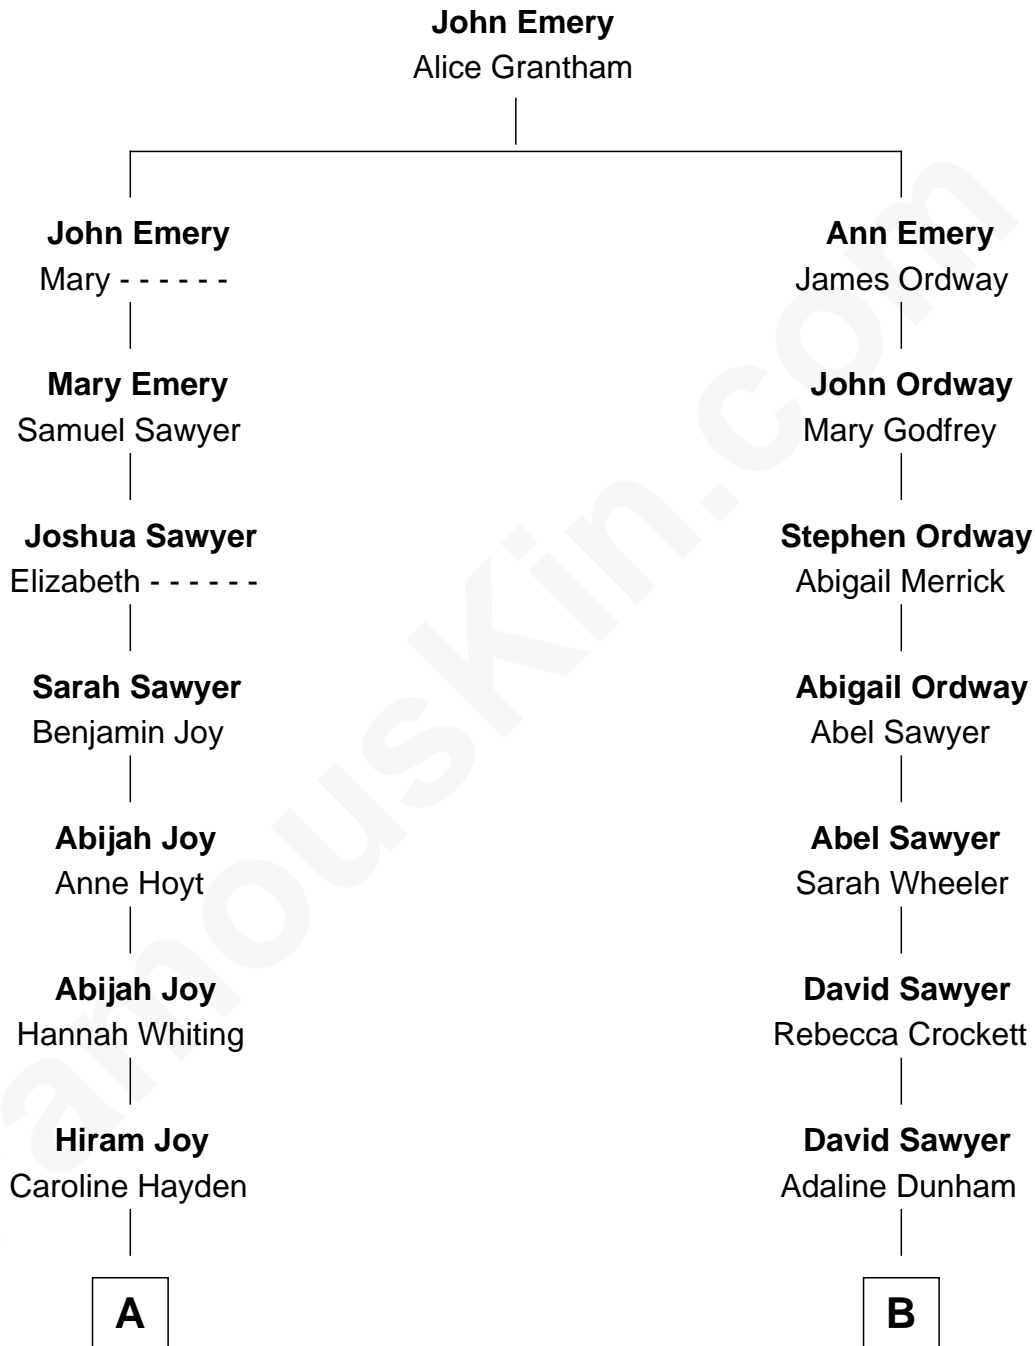 John Emery
Alice Grantham
John Emery
Mary - - - - - -
Ann Emery
James Ordway
Mary Emery
Samuel Sawyer
John Ordway
Mary Godfrey
Joshua Sawyer
Elizabeth - - - - - -
Stephen Ordway
Abigail Merrick
Sarah Sawyer
Benjamin Joy
Abigail Ordway
Abel Sawyer
Abijah Joy
Anne Hoyt
Abel Sawyer
Sarah Wheeler
Abijah Joy
Hannah Whiting
David Sawyer
Rebecca Crockett
Hiram Joy
Caroline Hayden
David Sawyer
Adaline Dunham
A
B
amouskin.com